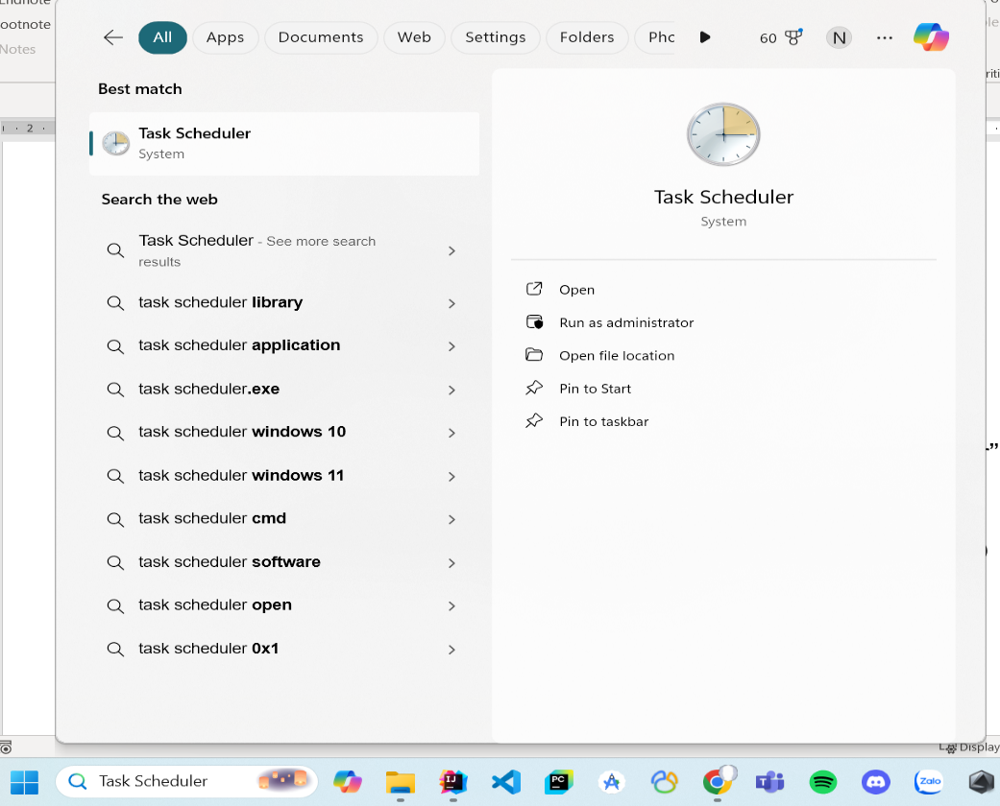 ootnote
Notes
All
Apps
Documents
Web
Settings
Folders
Phc
60
N
Best match
Task Scheduler
System
Search the web
Task Scheduler - See more search
results
task scheduler library
task scheduler application
task scheduler.exe
task scheduler windows 10
task scheduler windows 11
task scheduler cmd
task scheduler software
task scheduler open
task scheduler 0x1
Task Scheduler
System
Open
Run as administrator
Open file location
Pin to Start
Pin to taskbar
2
Display
Task Scheduler
IJ
PC
Zalo